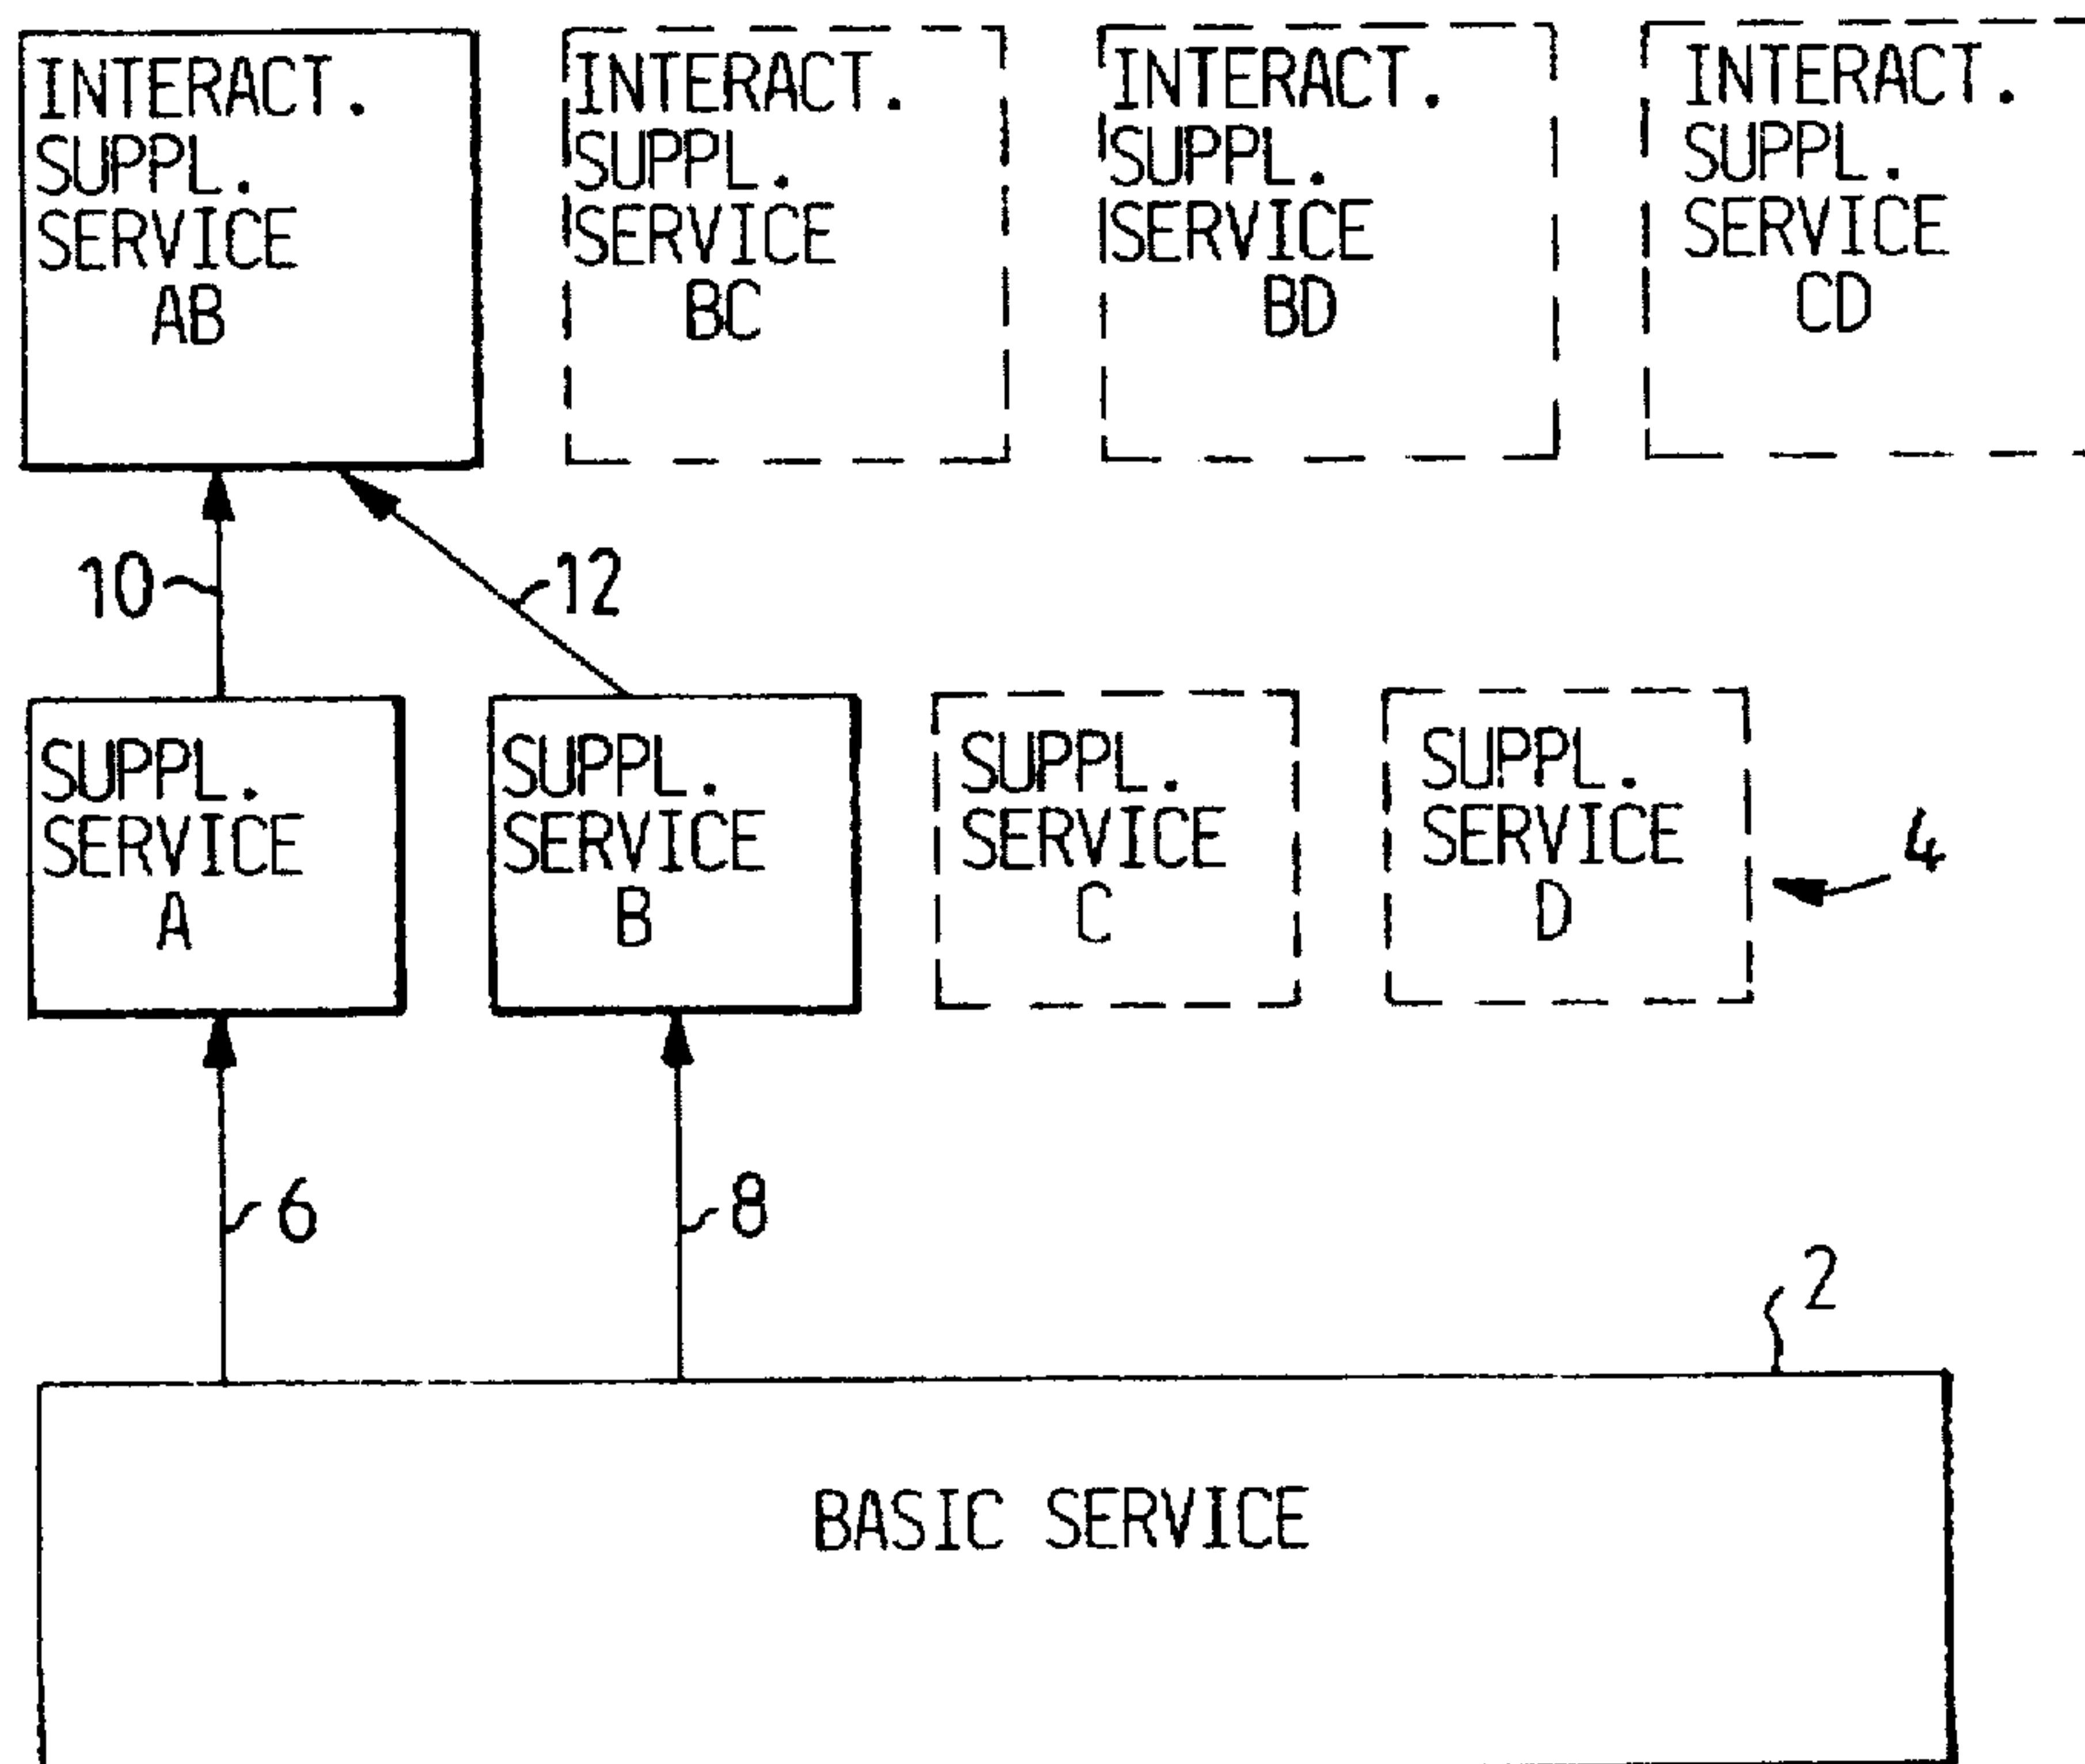 INTERACT.
SUPPL.
SERVICE
AB
INTERACT.
SUPPL.
SERVICE
BC
INTERACT.
SUPPL.
SERVICE
BD
INTERACT.
SUPPL.
SERVICE
CD
10
12
SUPPL.
SERVICE
A
SUPPL.
SERVICE
B
SUPPL.
SERVICE
C
SUPPL.
SERVICE
D
4
6
8
2
BASIC SERVICE